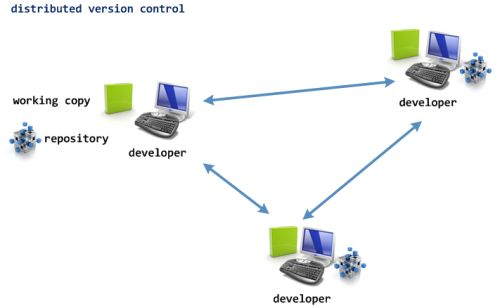 distributed version control
developer
working copy
repository
developer
developer